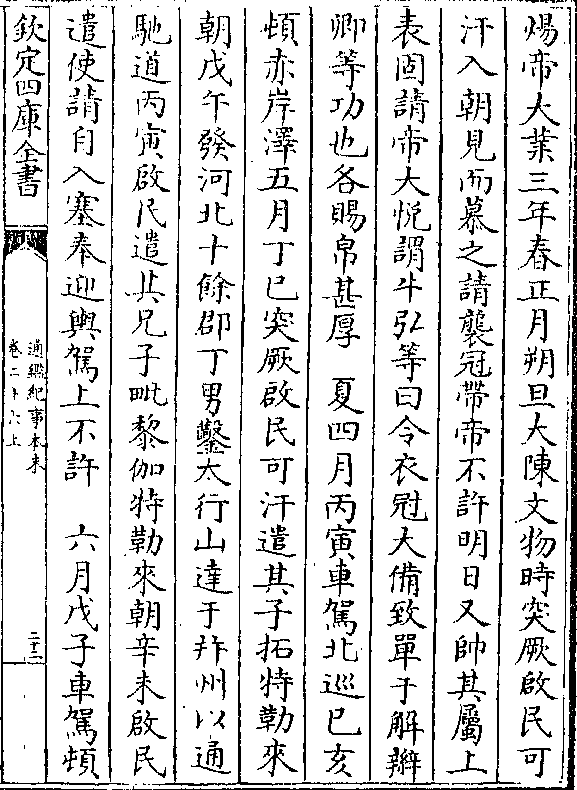 煬帝大業三年春正月朔旦大陳文物時突厥啟民可
汗入朝見而慕之請襲冠帶帝不許明日又帥其屬上
表固請帝大悅謂牛弘等曰今衣冠大備致單于解辮
卿等功也各賜帛甚厚　夏四月丙寅車駕北巡已亥
頓赤岸澤五月丁巳突厥啟民可汗遣其子拓特勒來
朝戊午發河北十餘郡丁男鑿太行山達于并州以通
馳道丙寅啟民遣其兄子毗黎伽特勒來朝辛未啟民
遣使請自入塞奉迎輿駕上不許　六月戊子車駕頓
欽定四庫全書
通鑑紀事本末
卷二十六上
二十二